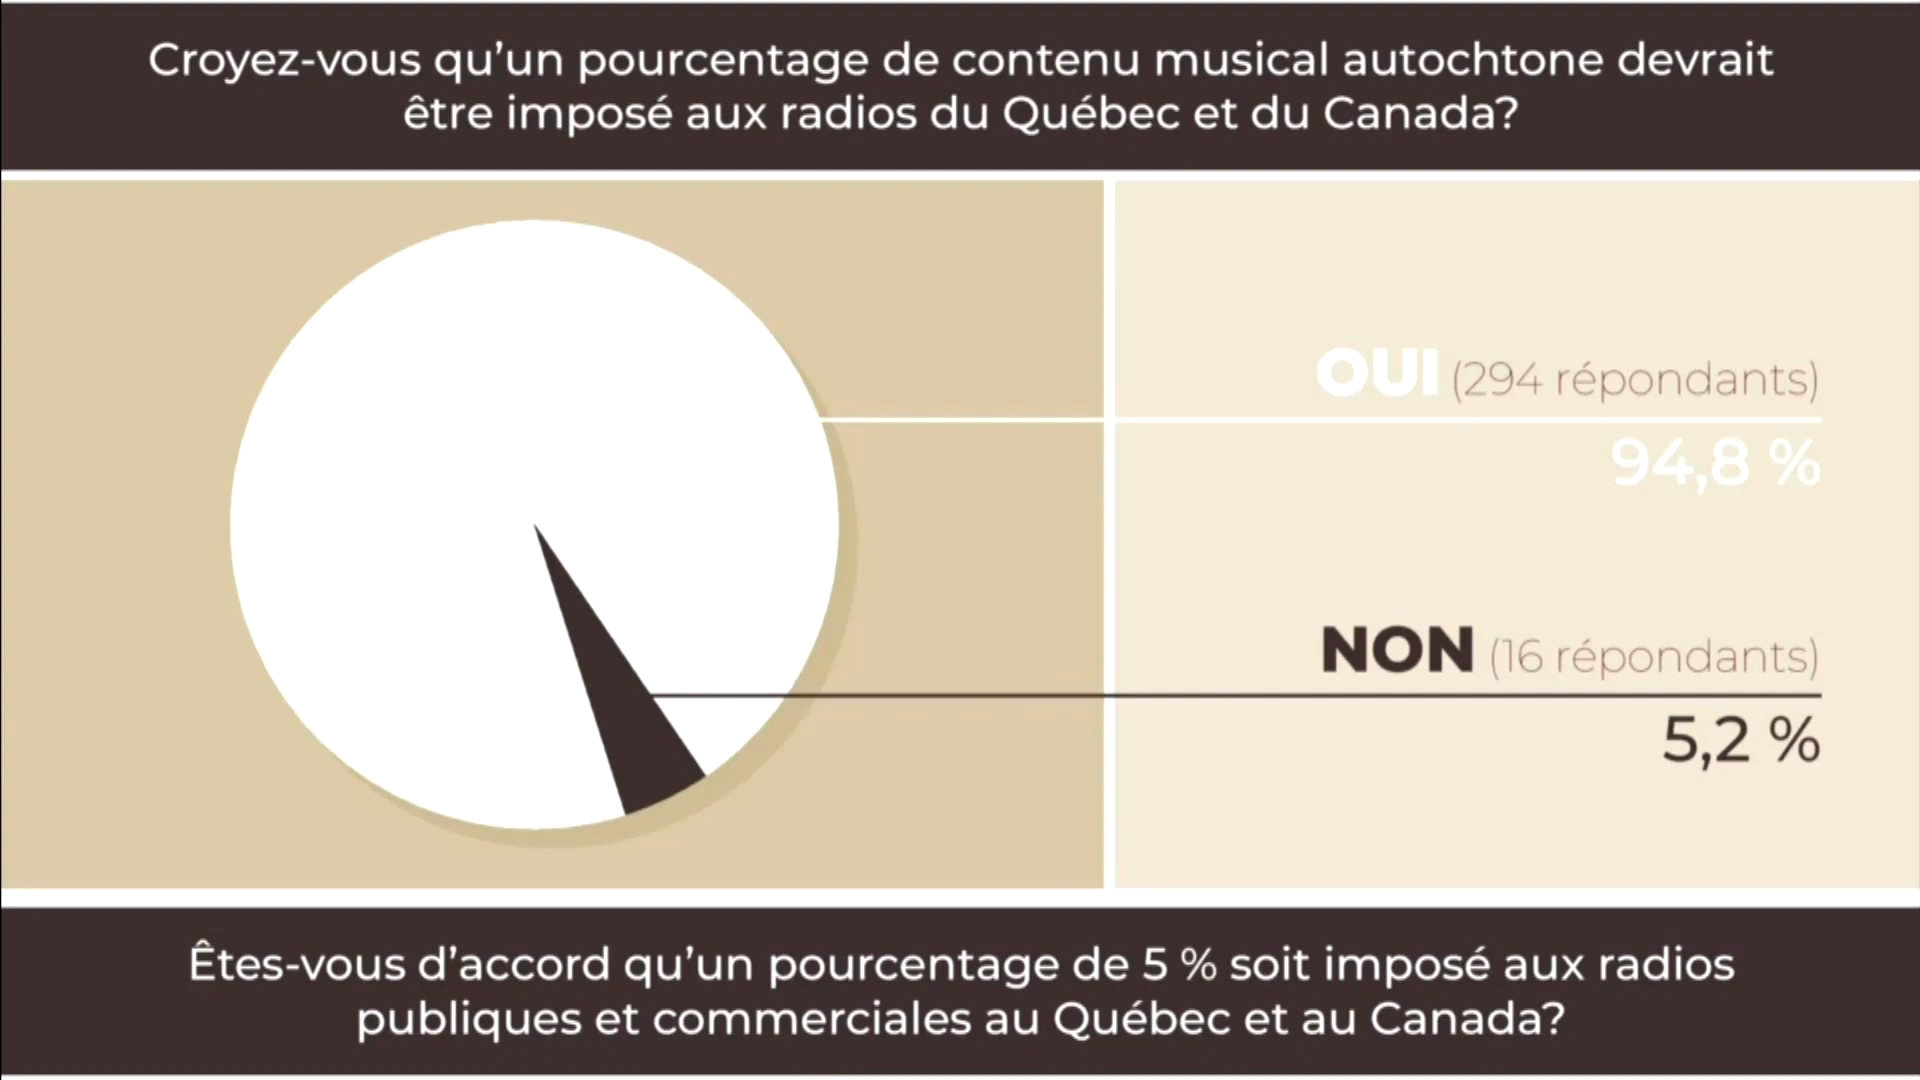 Croyez-vous qu’un pourcentage de contenu musical autochtone devrait
être imposé aux radios du Québec et du Canada?
OUI (294 répondants)
94,8 %
NON (16 répondants)
5,2 %
Êtes-vous d’accord qu’un pourcentage de 5 % soit imposé aux radios
publiques et commerciales au Québec et au Canada?